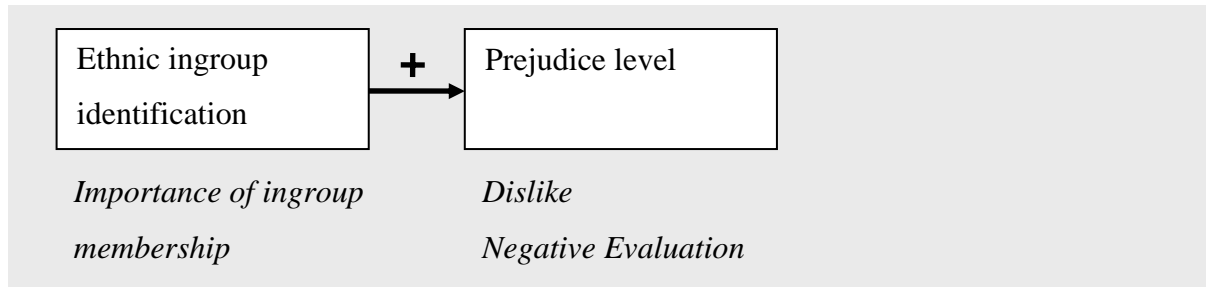 Ethnic ingroup
identification
+
Prejudice level
Importance of ingroup
membership
Dislike
Negative Evaluation